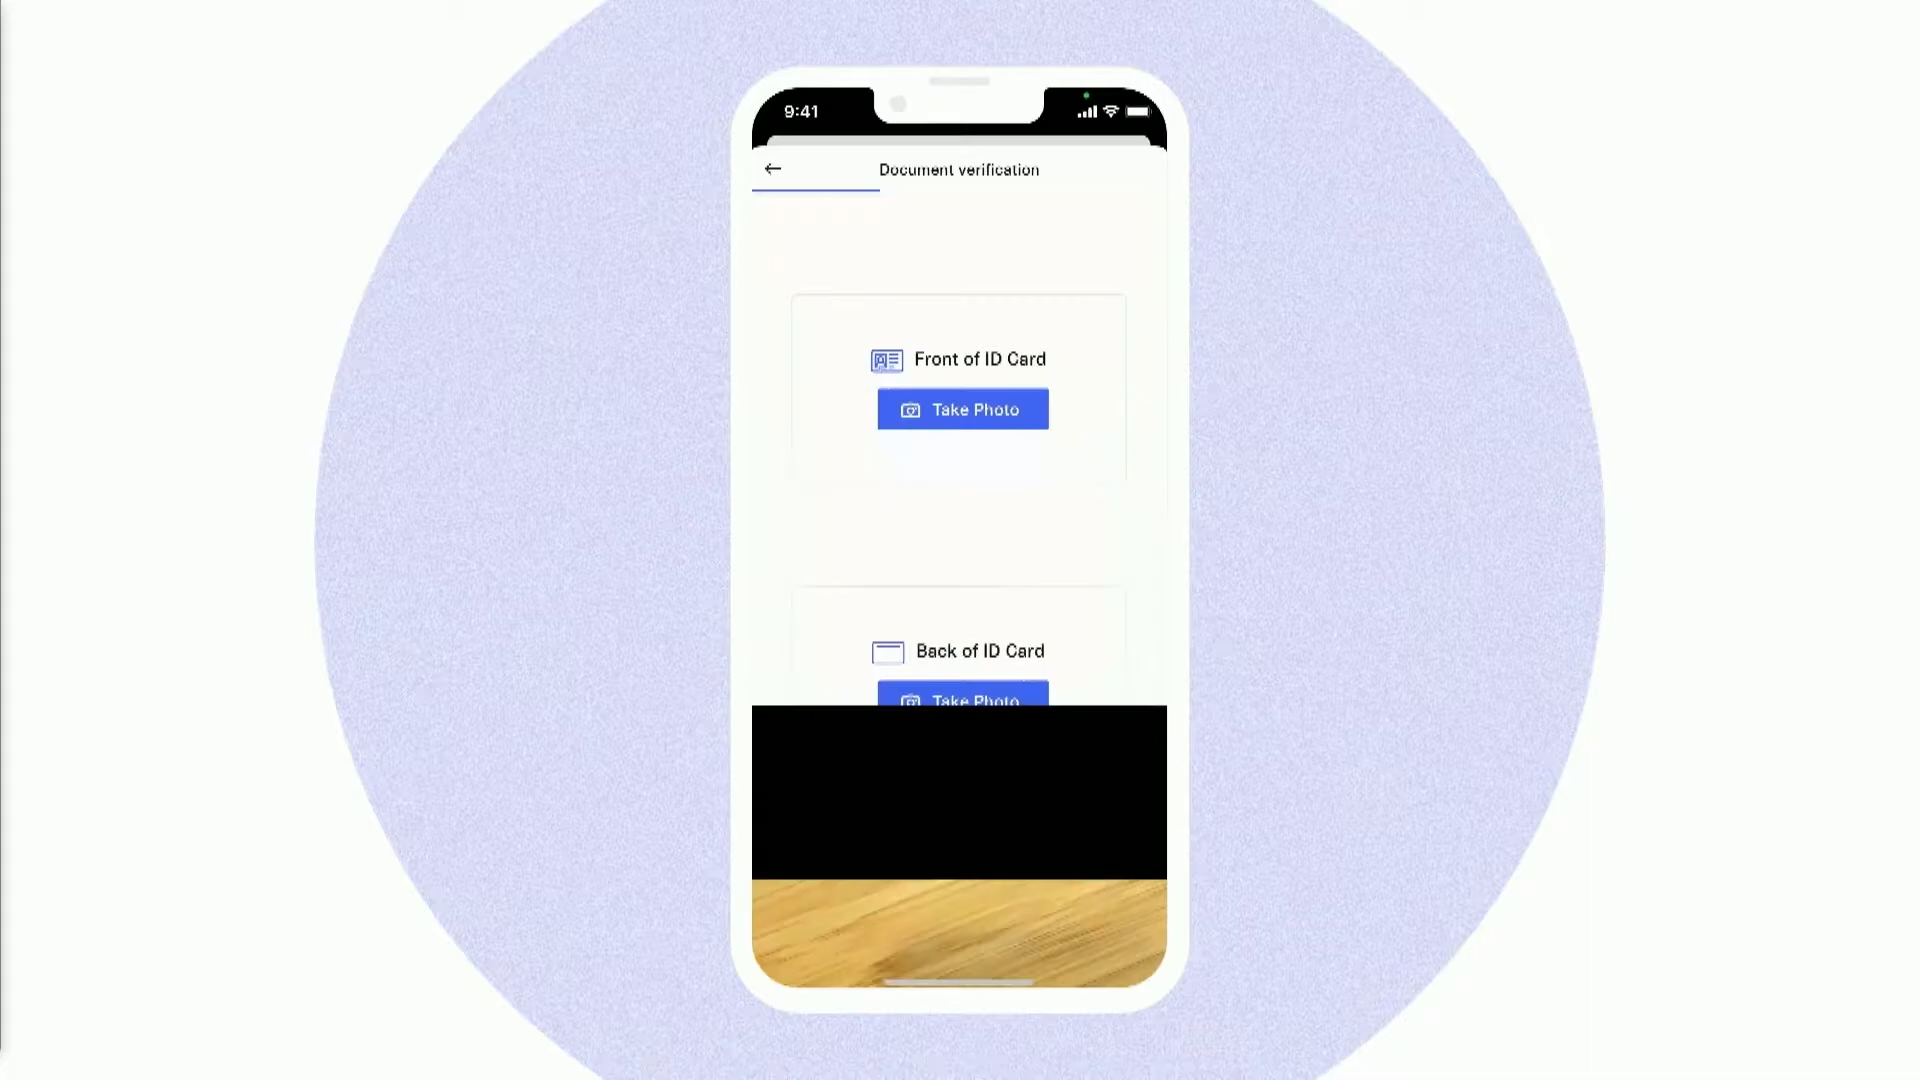 9:41
Document verification
Front of ID Card
Take Photo
Back of ID Card
Take Photo